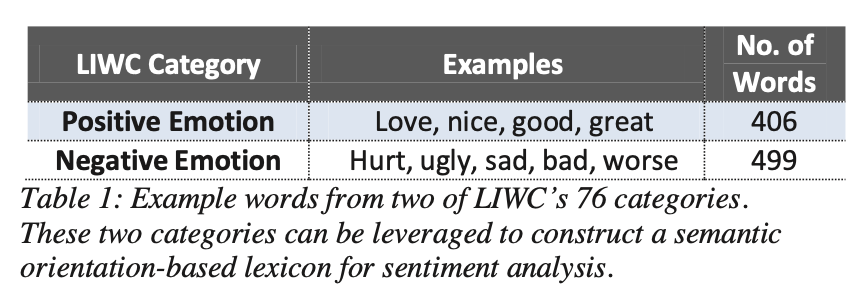 LIWC Category Examples No. of Words
Positive Emotion Love, nice, good, great 406
Negative Emotion Hurt, ugly, sad, bad, worse 499
Table 1: Example words from two of LIWC’s 76 categories.
These two categories can be leveraged to construct a semantic
orientation-based lexicon for sentiment analysis.